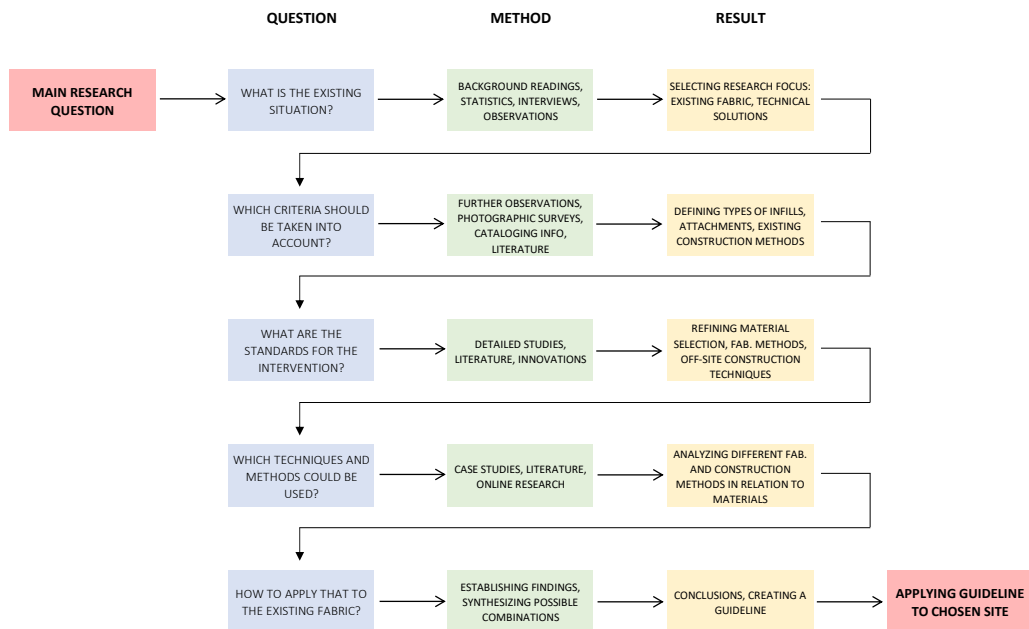 QUESTION METHOD RESULT
MAIN RESEARCH
QUESTION
WHAT IS THE EXISTING
SITUATION?
BACKGROUND READINGS,
STATISTICS, INTERVIEWS,
OBSERVATIONS
SELECTING RESEARCH FOCUS:
EXISTING FABRIC, TECHNICAL
SOLUTIONS
WHICH CRITERIA SHOULD
BE TAKEN INTO
ACCOUNT?
FURTHER OBSERVATIONS,
PHOTOGRAPHIC SURVEYS,
CATALOGING INFO,
LITERATURE
DEFINING TYPES OF INFILLS,
ATTACHMENTS, EXISTING
CONSTRUCTION METHODS
WHAT ARE THE
STANDARDS FOR THE
INTERVENTION?
DETAILED STUDIES,
LITERATURE, INNOVATIONS
REFINING MATERIAL
SELECTION, FAB. METHODS,
OFF-SITE CONSTRUCTION
TECHNIQUES
WHICH TECHNIQUES AND
METHODS COULD BE
USED?
CASE STUDIES, LITERATURE,
ONLINE RESEARCH
ANALYZING DIFFERENT FAB.
AND CONSTRUCTION
METHODS IN RELATION TO
MATERIALS
HOW TO APPLY THAT TO
THE EXISTING FABRIC?
ESTABLISHING FINDINGS,
SYNTHESIZING POSSIBLE
COMBINATIONS
CONCLUSIONS, CREATING A
GUIDELINE
APPLYING GUIDELINE
TO CHOSEN SITE